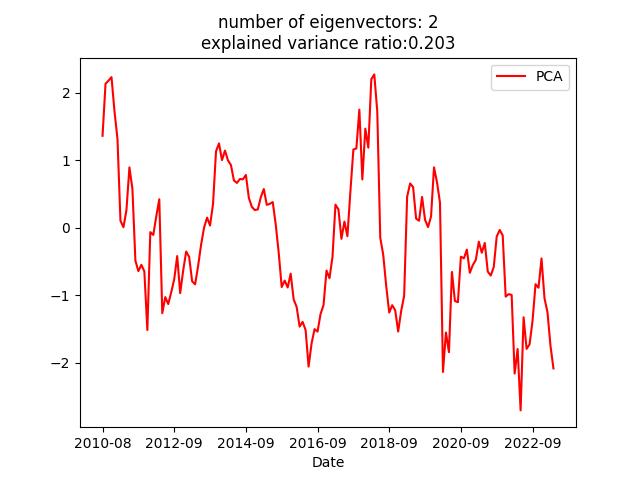 number of eigenvectors: 2
explained variance ratio:0.203
PCA
2
1
0
−1
−2
2010-08 2012-09 2014-09 2016-09 2018-09 2020-09 2022-09
Date